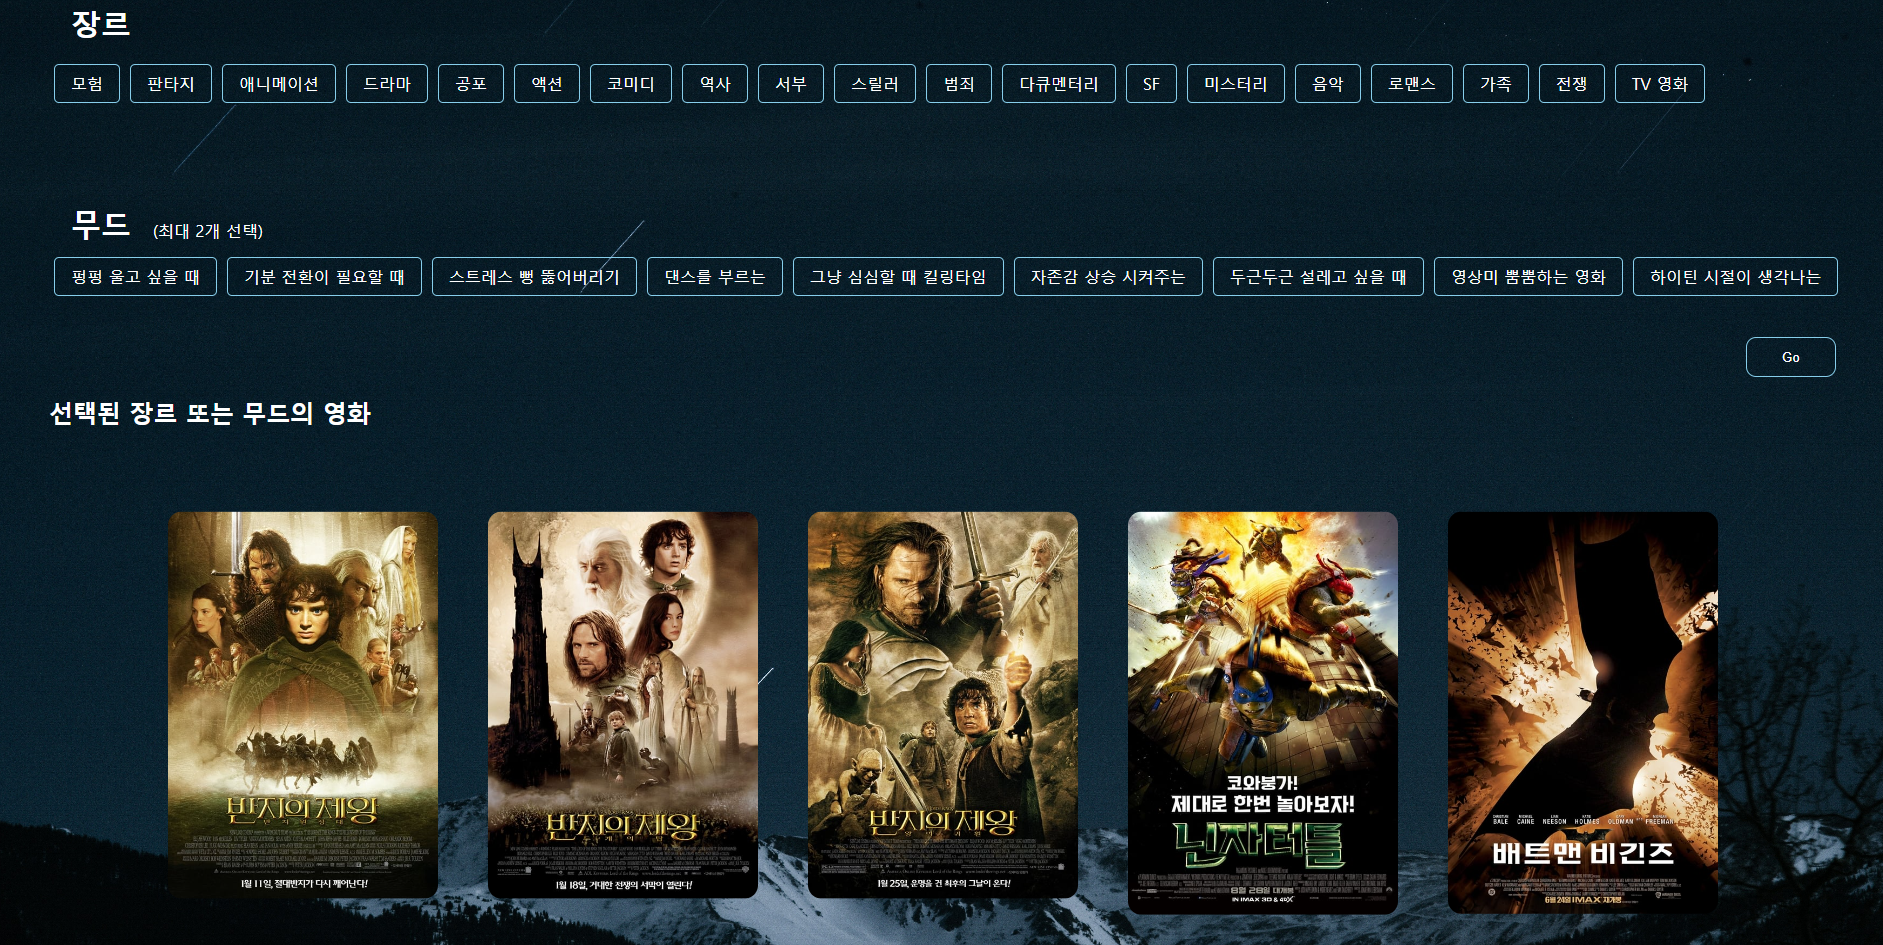 장르
모험 판타지 애니메이션 드라마 공포 액션 코미디 역사 서부 스릴러 범죄 다큐멘터리 SF 미스터리 음악 로맨스 가족 전쟁 TV 영화
무드 (최대 2개 선택)
펑펑 울고 싶을 때 기분 전환이 필요할 때 스트레스 뻥 뚫어버리기 댄스를 부르는 그냥 심심할 때 킬링타임 자존감 상승 시켜주는 두근두근 설레고 싶을 때 영상미 뿜뿜하는 영화 하이틴 시절이 생각나는
Go
선택된 장르 또는 무드의 영화
반지의 제왕
반지원정대
1월 11일, 절대반지가 다시 깨어난다!
반지의 제왕
두개의탑
1월 18일, 거대한 전쟁의 서막이 열린다!
반지의 제왕
왕의귀환
1월 25일, 운명을 건 최후의 그날이 온다!
코와붕가!
제대로 한번 놀아보자!
닌자터틀
8월 28일 대개봉
IN IMAX 3D & 4DX
CHRISTIAN BALE MICHAEL CAINE LIAM NEESON KATIE HOLMES GARY OLDMAN MORGAN FREEMAN
배트맨 비긴즈
6월 24일 IMAX 재개봉